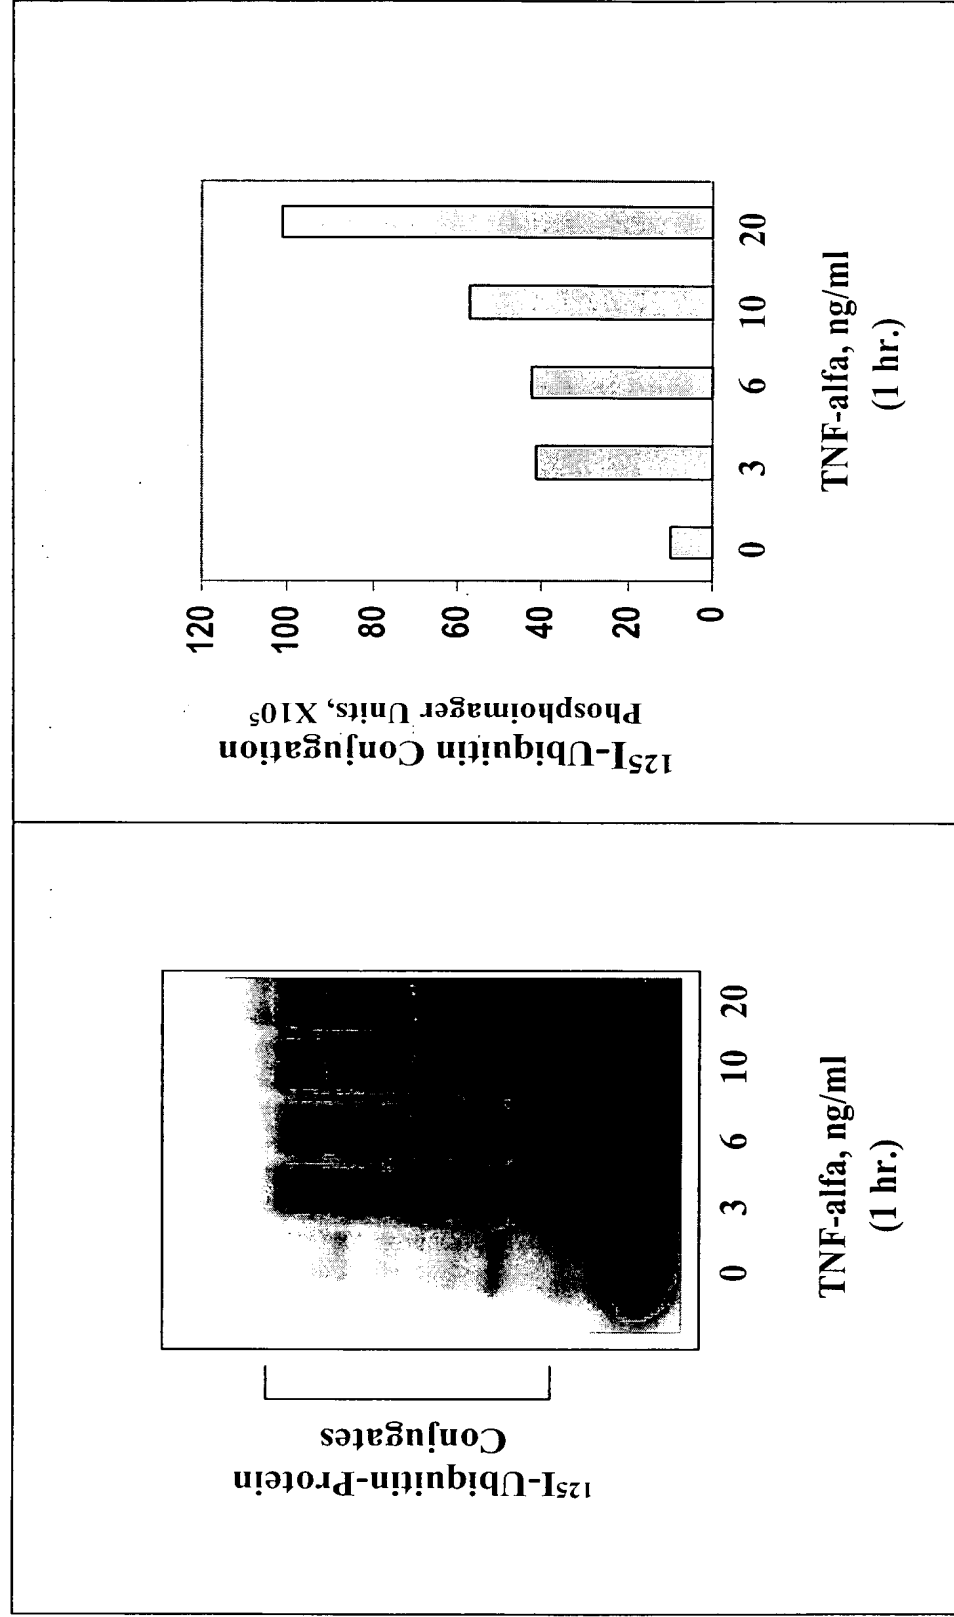 ¹²⁵I-Ubiquitin-Protein
Conjugates
0 3 6 10 20
TNF-alfa, ng/ml
(1 hr.)
¹²⁵I-Ubiquitin Conjugation
Phosphoimager Units, X10⁵
120
100
80
60
40
20
0
0 3 6 10 20
TNF-alfa, ng/ml
(1 hr.)